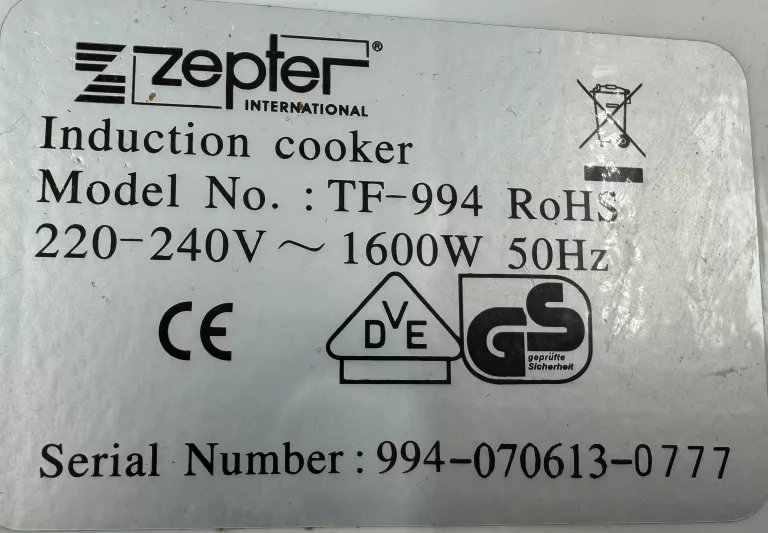 zepter®
INTERNATIONAL
Induction cooker
Model No. : TF-994 RoHS
220-240V ~ 1600W 50Hz
CE DVE GS
geprüfte
Sicherheit
Serial Number : 994-070613-0777